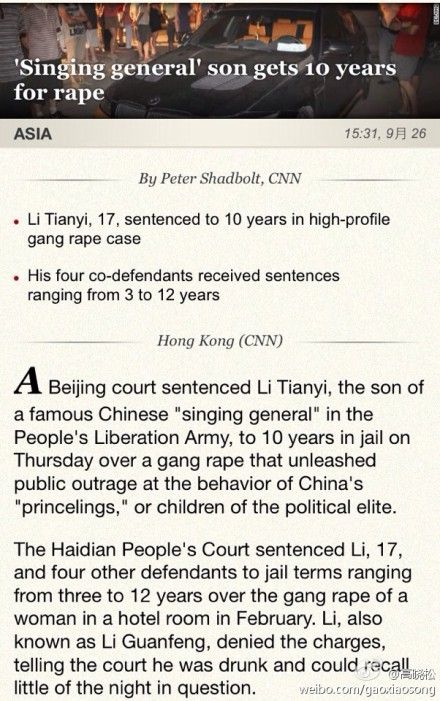 'Singing general' son gets 10 years
for rape
ASIA
15:31, 9月 26
By Peter Shadbolt, CNN
• Li Tianyi, 17, sentenced to 10 years in high-profile
gang rape case
• His four co-defendants received sentences
ranging from 3 to 12 years
Hong Kong (CNN)
A Beijing court sentenced Li Tianyi, the son of
a famous Chinese "singing general" in the
People's Liberation Army, to 10 years in jail on
Thursday over a gang rape that unleashed
public outrage at the behavior of China's
"princelings," or children of the political elite.
The Haidian People's Court sentenced Li, 17,
and four other defendants to jail terms ranging
from three to 12 years over the gang rape of a
woman in a hotel room in February. Li, also
known as Li Guanfeng, denied the charges,
telling the court he was drunk and could recall
little of the night in question.
@高晓松
weibo.com/gaoxiaosong